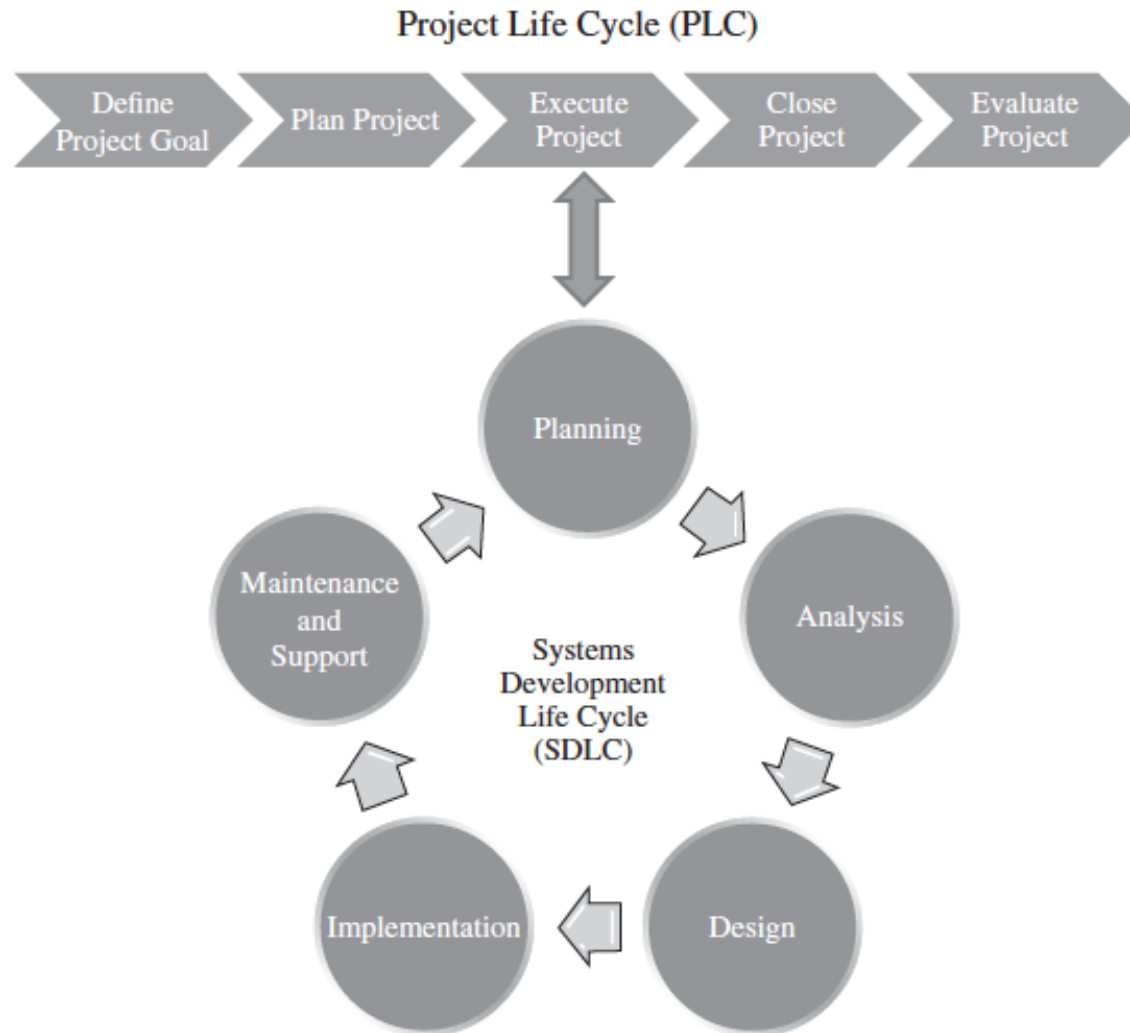 Project Life Cycle (PLC)
Define
Project Goal
Plan Project
Execute
Project
Close
Project
Evaluate
Project
Planning
Analysis
Design
Implementation
Maintenance
and
Support
Systems
Development
Life Cycle
(SDLC)